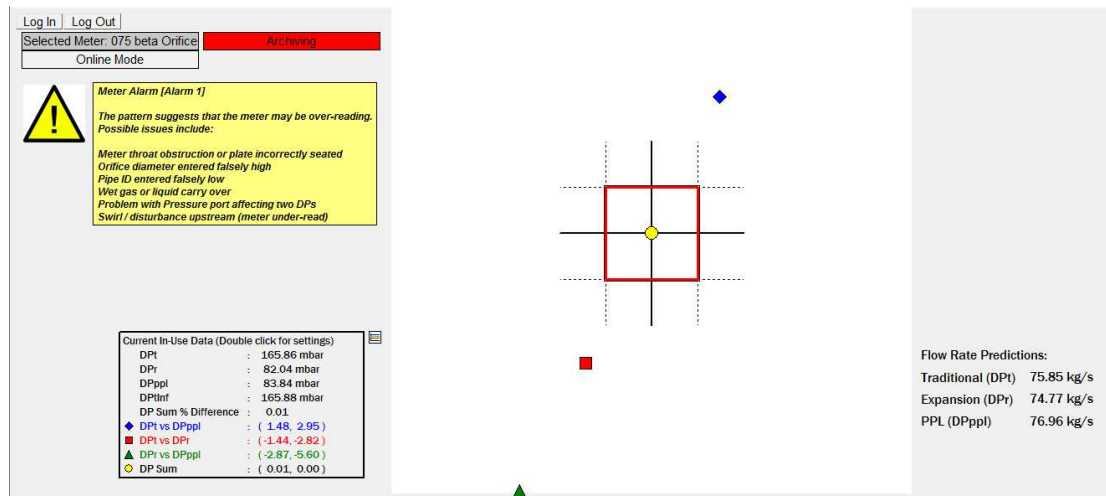 Log In Log Out
Selected Meter: 075 beta Orifice Archiving
Online Mode
Meter Alarm [Alarm 1]
The pattern suggests that the meter may be over-reading.
Possible issues include:
Meter throat obstruction or plate incorrectly seated
Orifice diameter entered falsely high
Pipe ID entered falsely low
Wet gas or liquid carry over
Problem with Pressure port affecting two DPs
Swirl / disturbance upstream (meter under-read)
Current In-Use Data (Double click for settings)
DPt : 165.86 mbar
DPr : 82.04 mbar
DPppl : 83.84 mbar
DPtInf : 165.88 mbar
DP Sum % Difference : 0.01
DPt vs DPppl : ( 1.48, 2.95 )
DPt vs DPr : (-1.44, -2.82 )
DPr vs DPppl : (-2.87, -5.60 )
DP Sum : ( 0.01, 0.00 )
Flow Rate Predictions:
Traditional (DPt) 75.85 kg/s
Expansion (DPr) 74.77 kg/s
PPL (DPppl) 76.96 kg/s